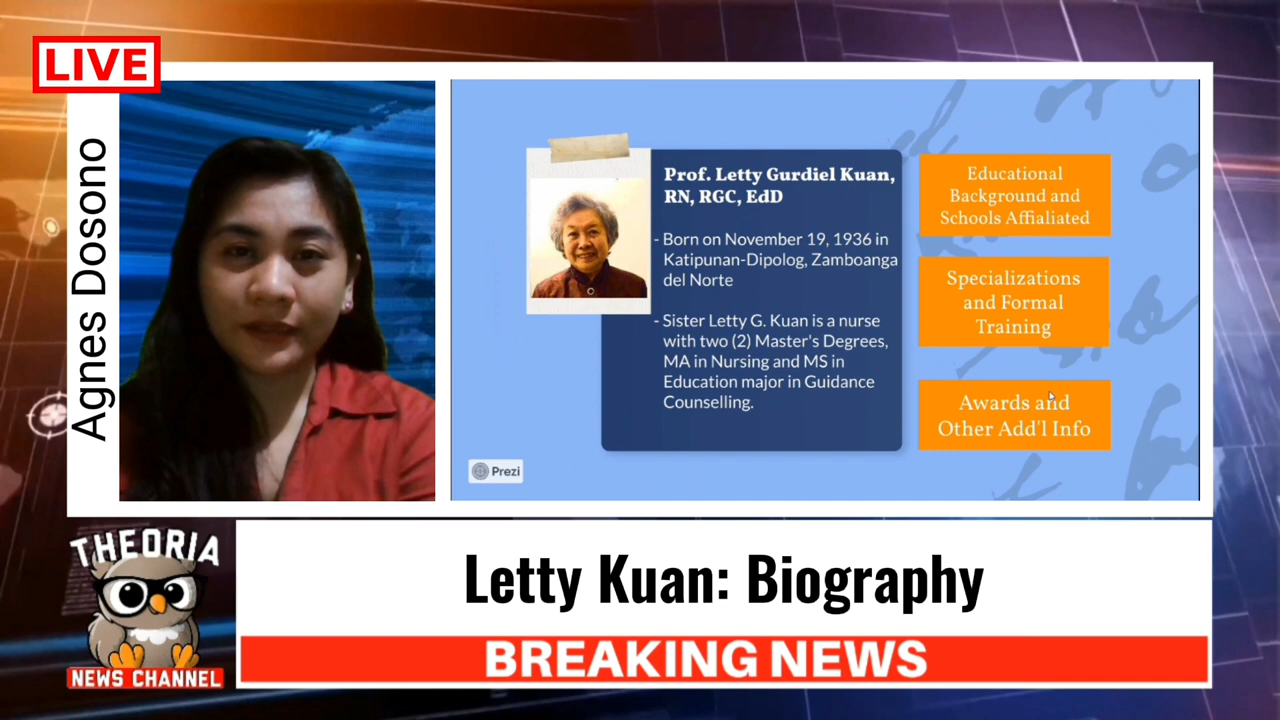 LIVE
Agnes Dosono
Prof. Letty Gurdiel Kuan,
RN, RGC, EdD
- Born on November 19, 1936 in
Katipunan-Dipolog, Zamboanga
del Norte
- Sister Letty G. Kuan is a nurse
with two (2) Master's Degrees,
MA in Nursing and MS in
Education major in Guidance
Counselling.
Educational
Background and
Schools Affialiated
Specializations
and Formal
Training
Awards and
Other Add'l Info
Prezi
THEORIA
NEWS CHANNEL
Letty Kuan: Biography
BREAKING NEWS